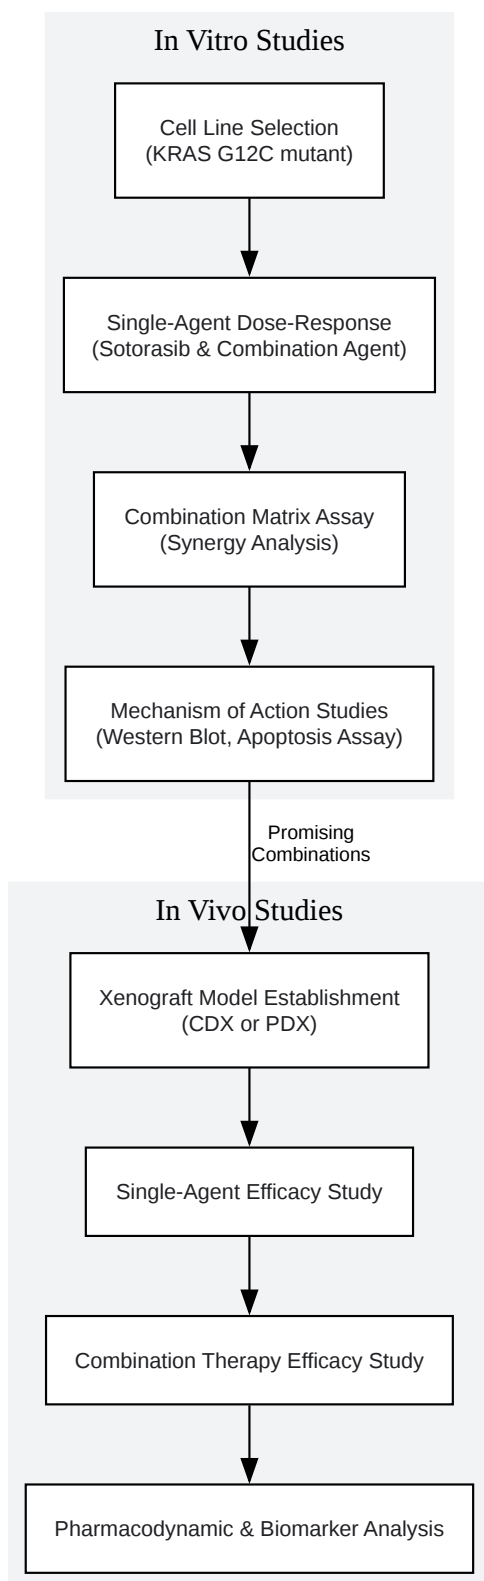 In Vitro Studies
Cell Line Selection
(KRAS G12C mutant)
Single-Agent Dose-Response
(Sotorasib & Combination Agent)
Combination Matrix Assay
(Synergy Analysis)
Mechanism of Action Studies
(Western Blot, Apoptosis Assay)
Promising
Combinations
In Vivo Studies
Xenograft Model Establishment
(CDX or PDX)
Single-Agent Efficacy Study
Combination Therapy Efficacy Study
Pharmacodynamic & Biomarker Analysis